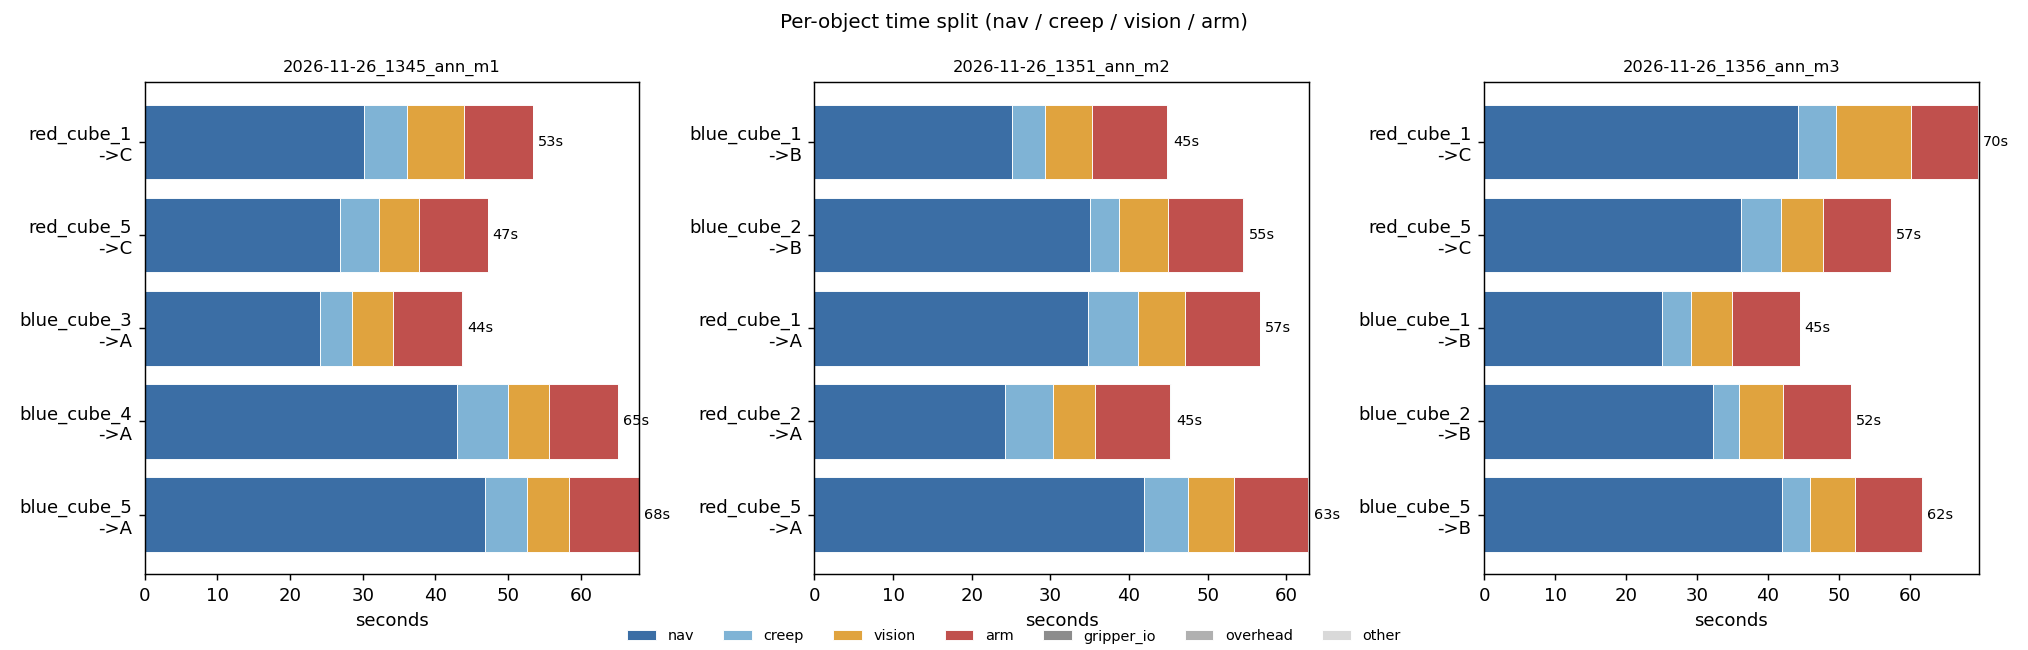 Per-object time split (nav / creep / vision / arm)
2026-11-26_1345_ann_m1
red_cube_1
->C
53s
red_cube_5
->C
47s
blue_cube_3
->A
44s
blue_cube_4
->A
65s
blue_cube_5
->A
68s
0 10 20 30 40 50 60
seconds
2026-11-26_1351_ann_m2
blue_cube_1
->B
45s
blue_cube_2
->B
55s
red_cube_1
->A
57s
red_cube_2
->A
45s
red_cube_5
->A
63s
0 10 20 30 40 50 60
seconds
2026-11-26_1356_ann_m3
red_cube_1
->C
70s
red_cube_5
->C
57s
blue_cube_1
->B
45s
blue_cube_2
->B
52s
blue_cube_5
->B
62s
0 10 20 30 40 50 60
seconds
nav creep vision arm gripper_io overhead other